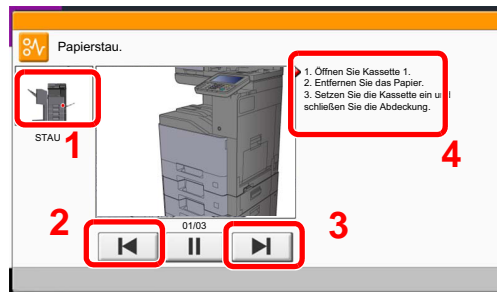 Papierstau.
1. Öffnen Sie Kassette 1.
2. Entfernen Sie das Papier.
3. Setzen Sie die Kassette ein und
schließen Sie die Abdeckung.
STAU
1
4
2
01/03
3